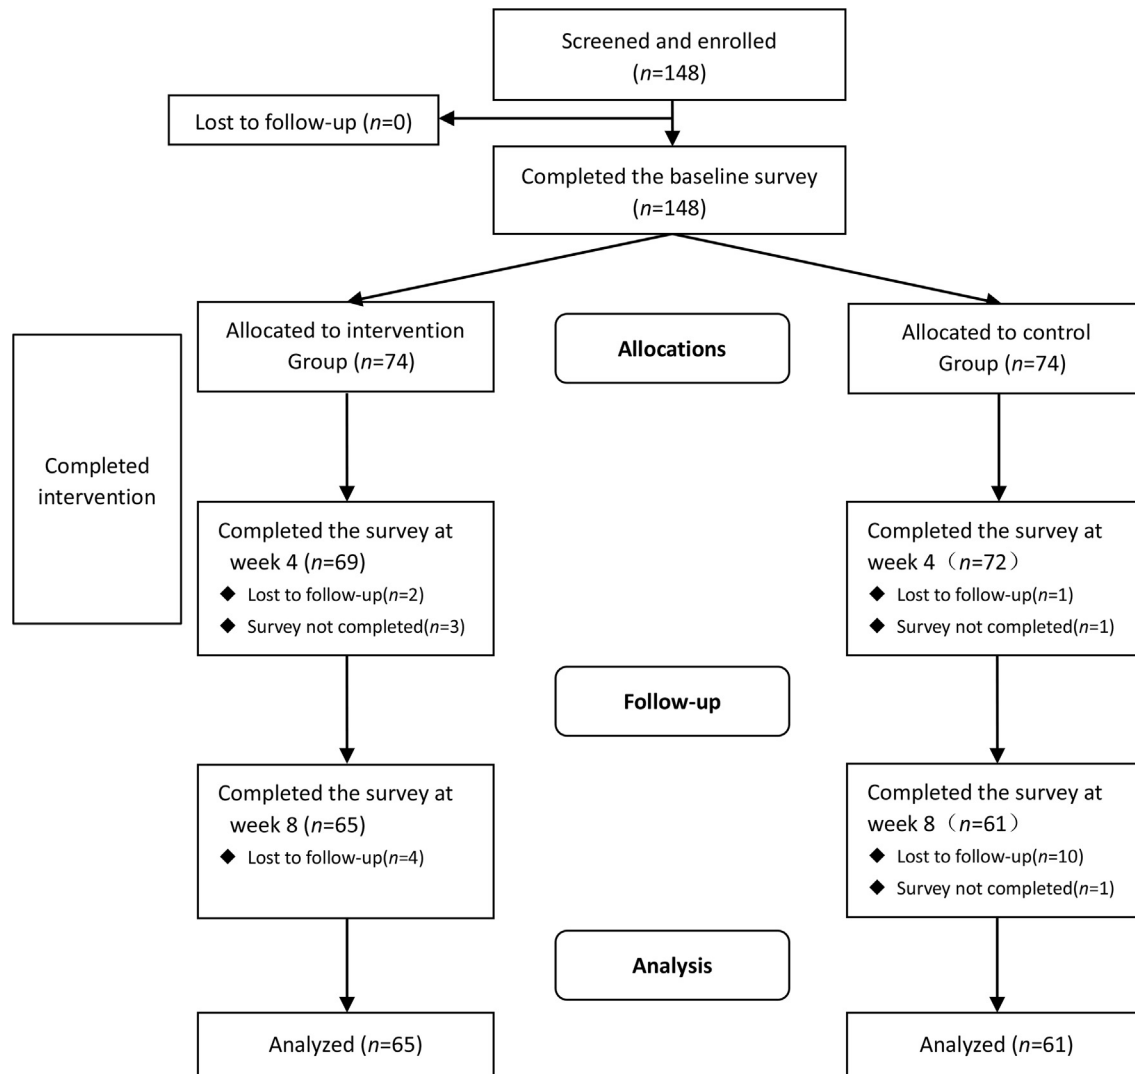 Screened and enrolled
(n=148)
Lost to follow-up (n=0)
Completed the baseline survey
(n=148)
Allocated to intervention
Group (n=74)
Allocations
Allocated to control
Group (n=74)
Completed
intervention
Completed the survey at
week 4 (n=69)
◆ Lost to follow-up(n=2)
◆ Survey not completed(n=3)
Completed the survey at
week 4（n=72）
◆ Lost to follow-up(n=1)
◆ Survey not completed(n=1)
Follow-up
Completed the survey at
week 8 (n=65)
◆ Lost to follow-up(n=4)
Completed the survey at
week 8（n=61）
◆ Lost to follow-up(n=10)
◆ Survey not completed(n=1)
Analysis
Analyzed (n=65)
Analyzed (n=61)